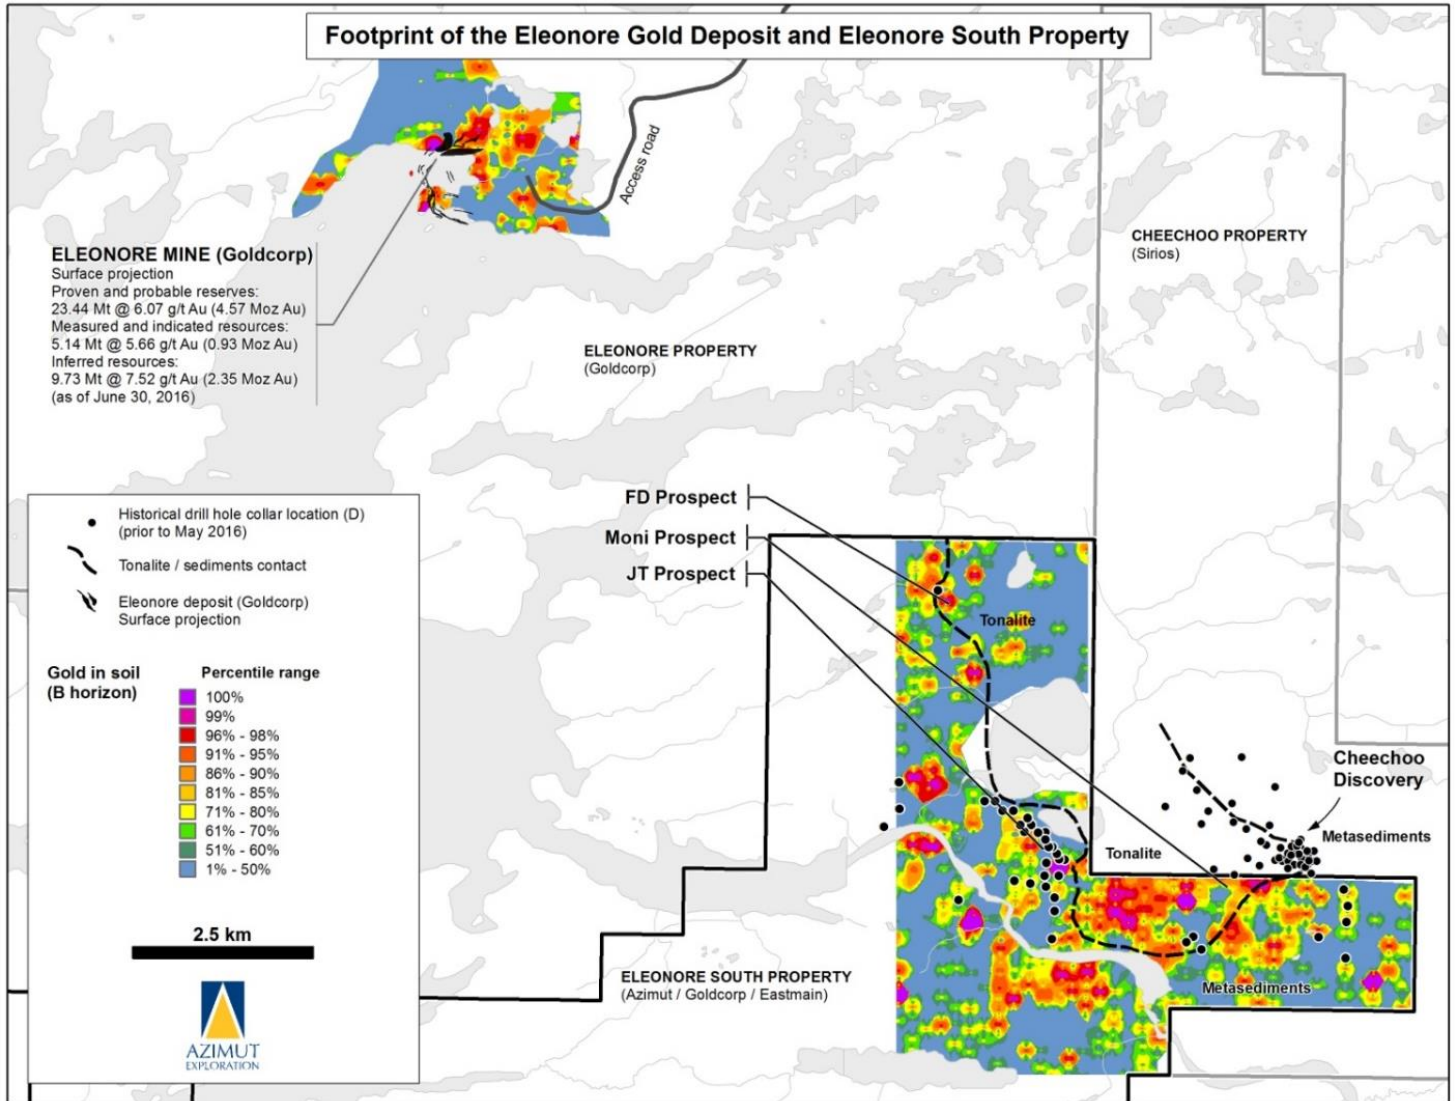 Footprint of the Eleonore Gold Deposit and Eleonore South Property
Access road
CHEECHOO PROPERTY
(Sirios)
ELEONORE MINE (Goldcorp)
Surface projection
Proven and probable reserves:
23.44 Mt @ 6.07 g/t Au (4.57 Moz Au)
Measured and indicated resources:
5.14 Mt @ 5.66 g/t Au (0.93 Moz Au)
Inferred resources:
9.73 Mt @ 7.52 g/t Au (2.35 Moz Au)
(as of June 30, 2016)
ELEONORE PROPERTY
(Goldcorp)
FD Prospect
Moni Prospect
JT Prospect
Historical drill hole collar location (D)
(prior to May 2016)
Tonalite / sediments contact
Eleonore deposit (Goldcorp)
Surface projection
Gold in soil
(B horizon)
Percentile range
100%
99%
96% - 98%
91% - 95%
86% - 90%
81% - 85%
71% - 80%
61% - 70%
51% - 60%
1% - 50%
2.5 km
AZIMUT
EXPLORATION
Tonalite
Cheechoo
Discovery
Metasediments
Tonalite
ELEONORE SOUTH PROPERTY
(Azimut / Goldcorp / Eastmain)
Metasediments